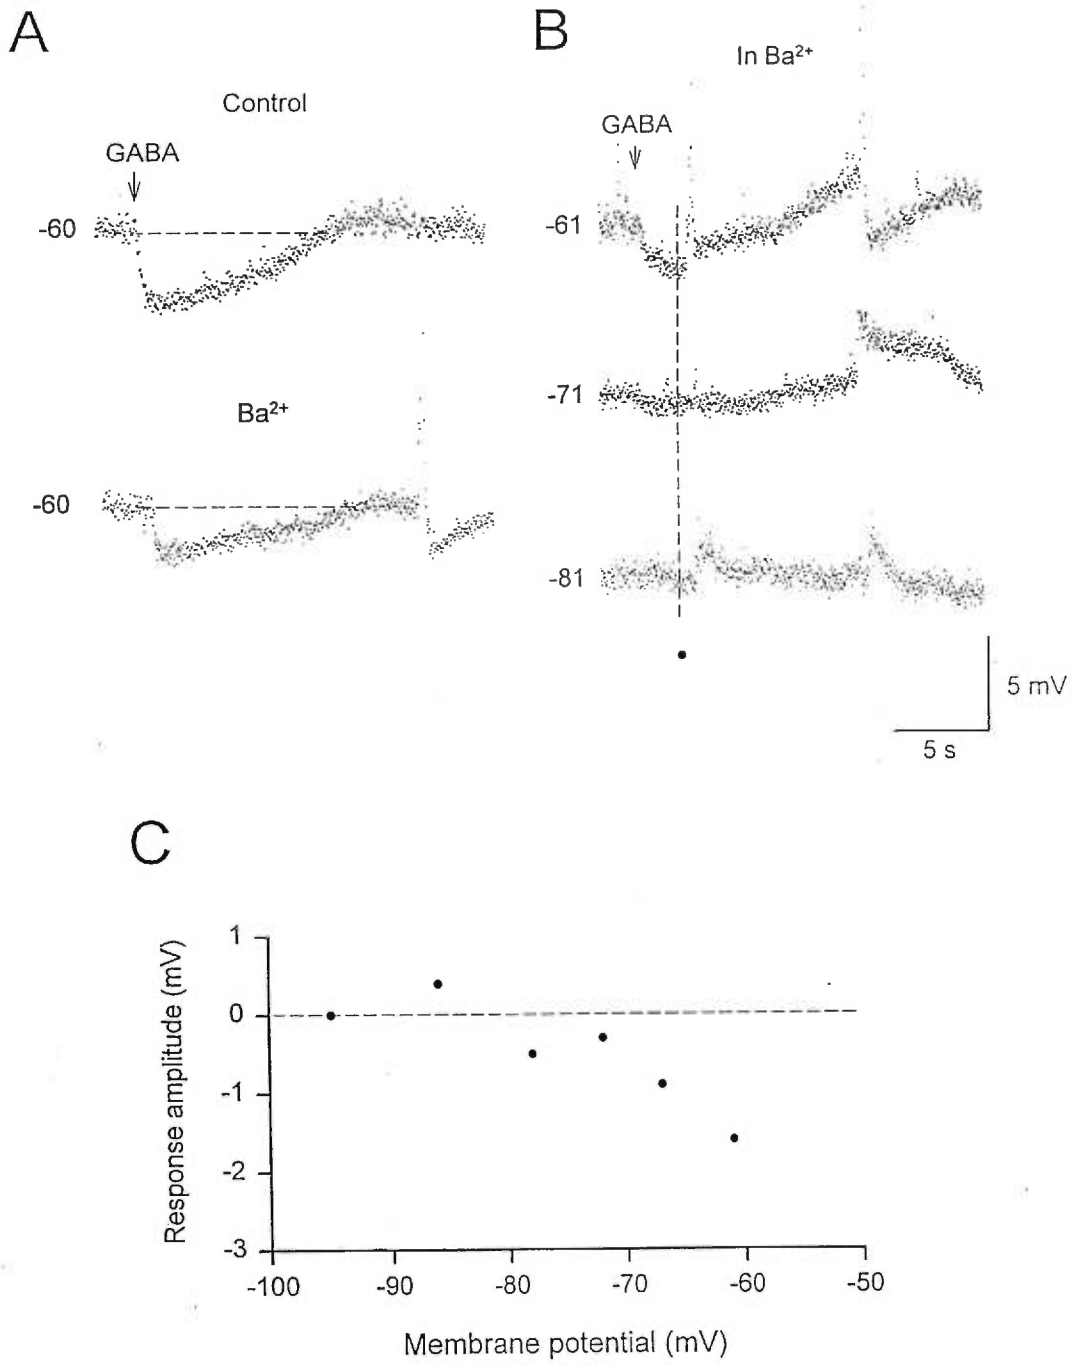 A
Control
GABA
-60
Ba²⁺
-60
B
In Ba²⁺
GABA
-61
-71
-81
5 mV
5 s
C
Response amplitude (mV)
1
0
-1
-2
-3
-100
-90
-80
-70
-60
-50
Membrane potential (mV)